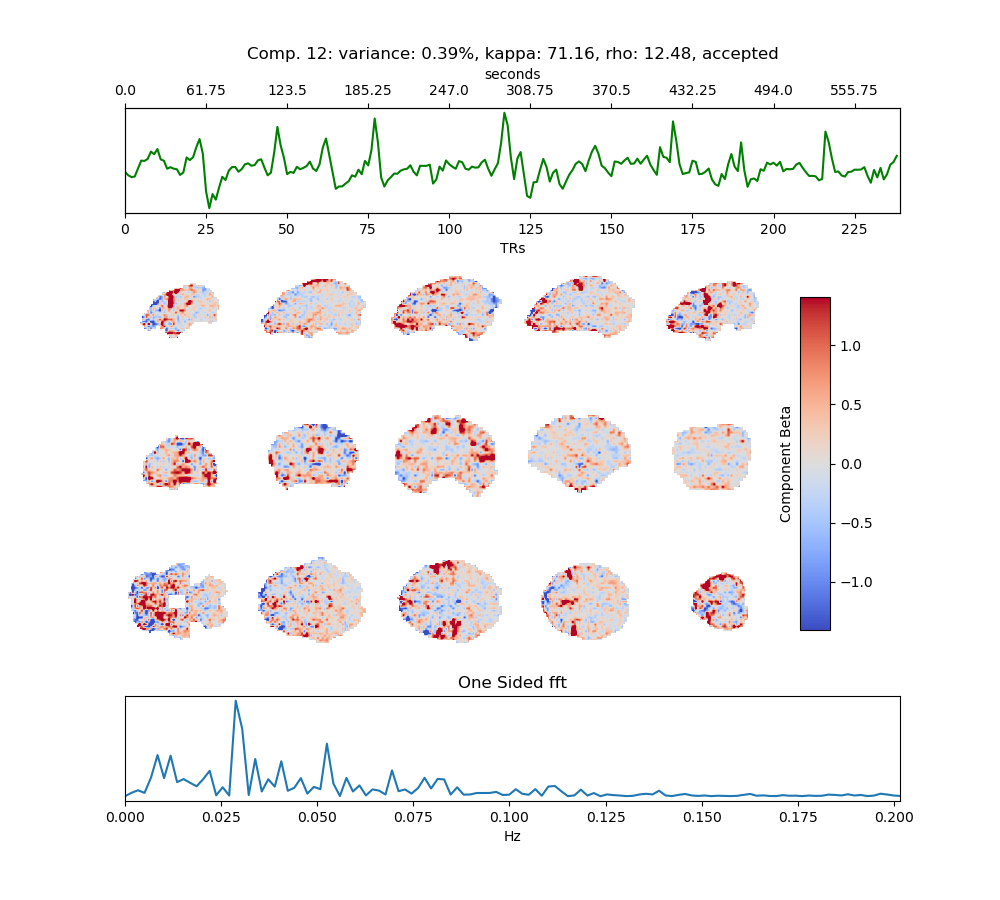 Comp. 12: variance: 0.39%, kappa: 71.16, rho: 12.48, accepted
seconds
0.0 61.75 123.5 185.25 247.0 308.75 370.5 432.25 494.0 555.75
0 25 50 75 100 125 150 175 200 225
TRs
1.0
0.5
0.0
−0.5
−1.0
Component Beta
One Sided fft
0.000 0.025 0.050 0.075 0.100 0.125 0.150 0.175 0.200
Hz